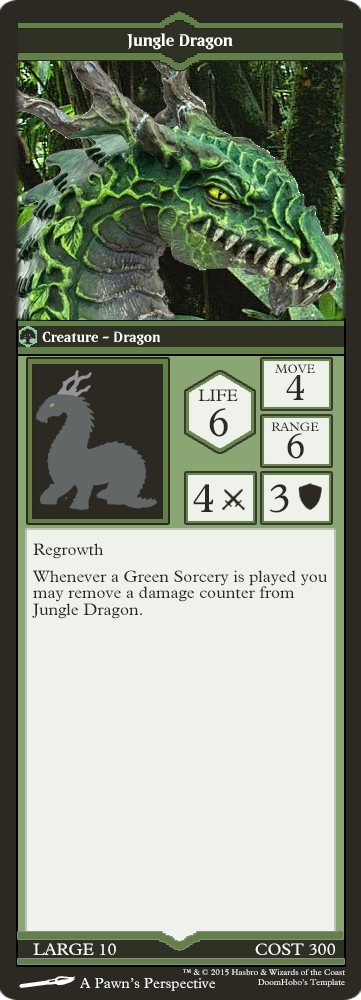 Jungle Dragon
Creature ~ Dragon
LIFE
6
MOVE
4
RANGE
6
4
3
Regrowth
Whenever a Green Sorcery is played you
may remove a damage counter from
Jungle Dragon.
LARGE 10
COST 300
A Pawn's Perspective
™ & © 2015 Hasbro & Wizards of the Coast
DoomHobo's Template